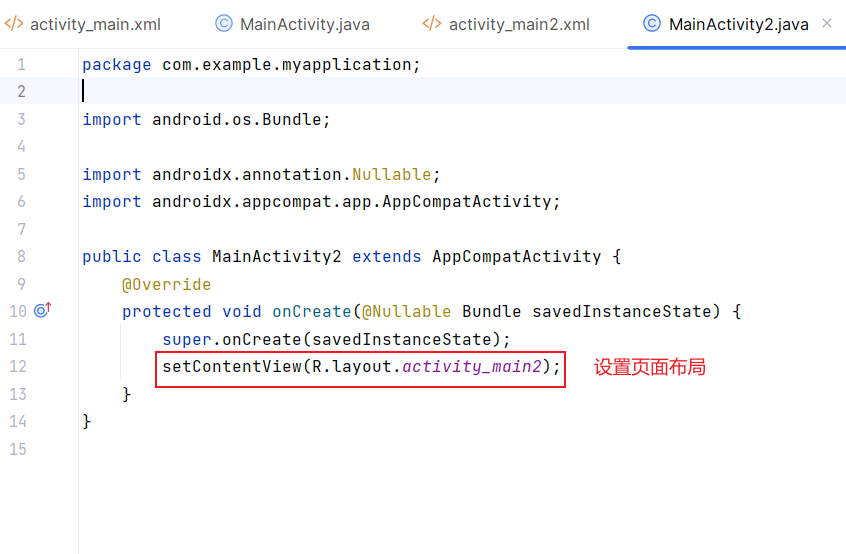 </> activity_main.xml © MainActivity.java </> activity_main2.xml © MainActivity2.java ×
1 package com.example.myapplication;
2
3 import android.os.Bundle;
4
5 import androidx.annotation.Nullable;
6 import androidx.appcompat.app.AppCompatActivity;
7
8 public class MainActivity2 extends AppCompatActivity {
9 @Override
10 protected void onCreate(@Nullable Bundle savedInstanceState) {
11 super.onCreate(savedInstanceState);
12 setContentView(R.layout.activity_main2); 设置页面布局
13 }
14 }
15